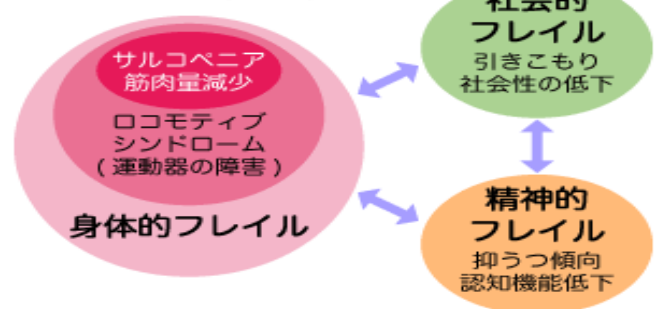 サルコペニア
筋肉量減少
ロコモティブ
シンドローム
(運動器の障害)
身体的フレイル
社会的
フレイル
引きこもり
社会性の低下
精神的
フレイル
抑うつ傾向
認知機能低下